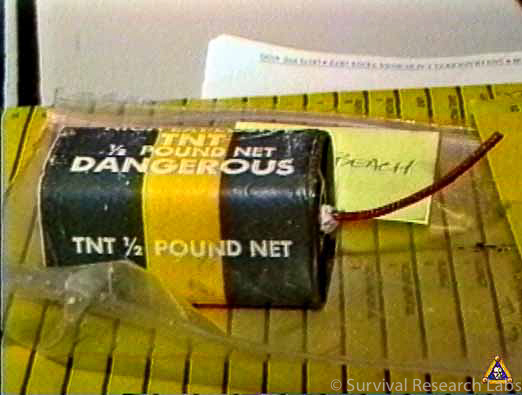 TNT
½ POUND NET
DANGEROUS
BEACH
TNT ½ POUND NET
© Survival Research Labs